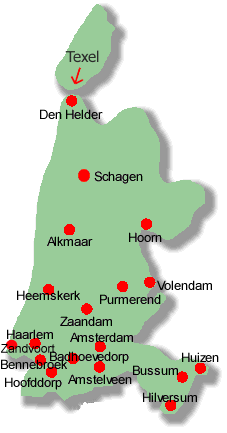 Texel
Den Helder
Schagen
Alkmaar
Hoorn
Heemskerk
Volendam
Purmerend
Zaandam
Haarlem
Amsterdam
Zandvoort
Badhoevedorp
Huizen
Bennebroek
Amstelveen
Bussum
Hoofddorp
Hilversum